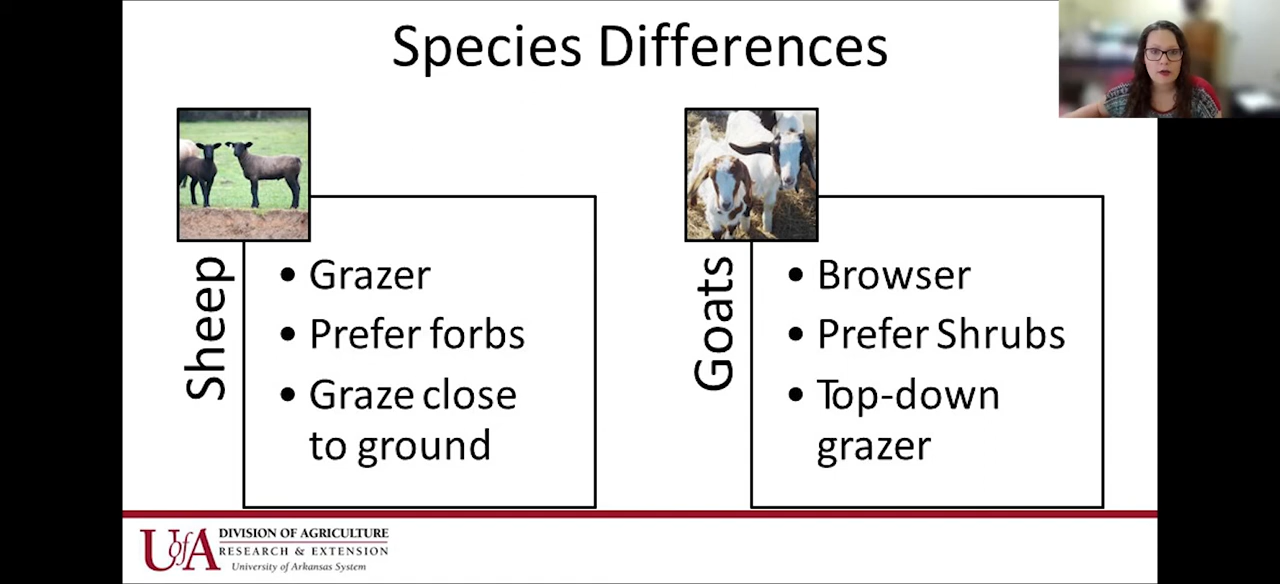 Species Differences
Sheep
• Grazer
• Prefer forbs
• Graze close
to ground
Goats
• Browser
• Prefer Shrubs
• Top-down
grazer
UofA
DIVISION OF AGRICULTURE
RESEARCH & EXTENSION
University of Arkansas System